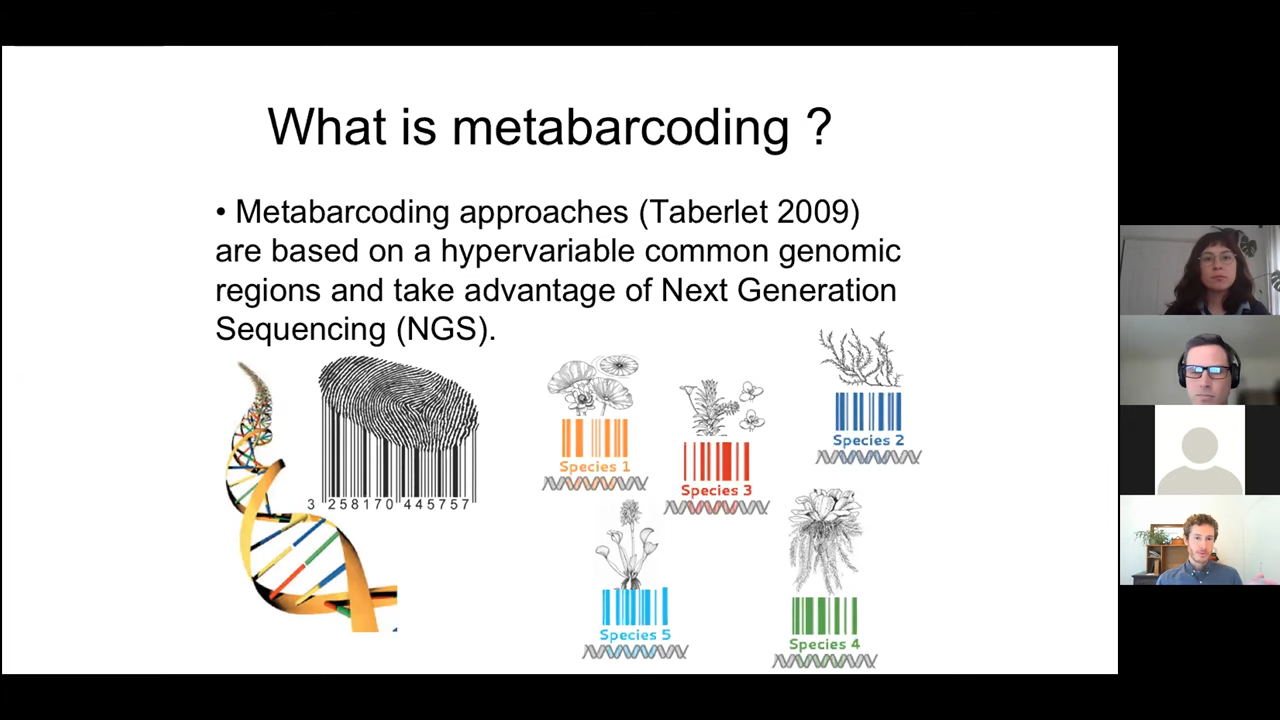 What is metabarcoding ?
• Metabarcoding approaches (Taberlet 2009)
are based on a hypervariable common genomic
regions and take advantage of Next Generation
Sequencing (NGS).
3 258170 445757
Species 1
Species 3
Species 2
Species 5
Species 4